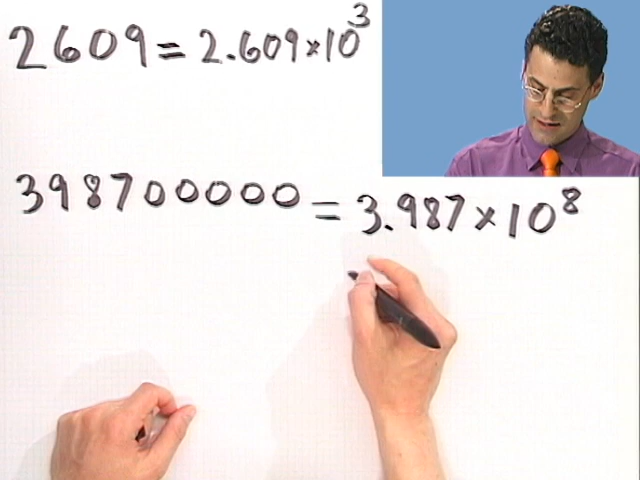 2609 = 2.609 × 10³
398700000 = 3.987 × 10⁸